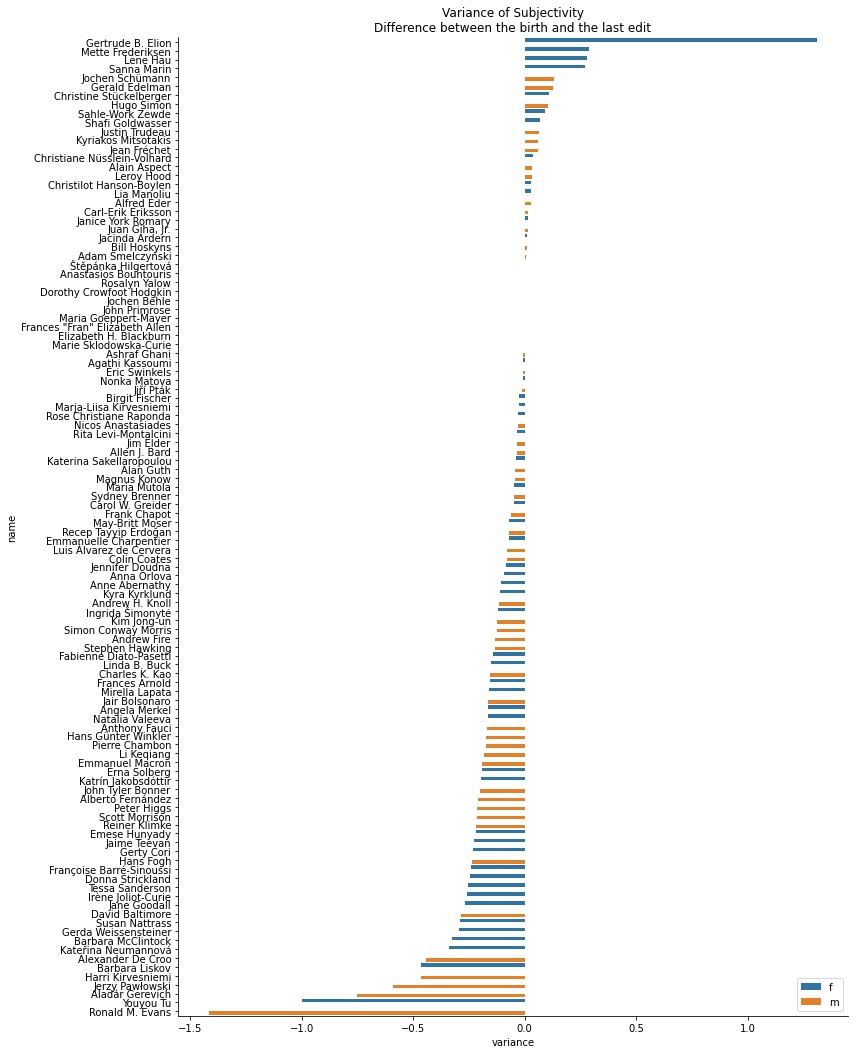 Variance of Subjectivity
Difference between the birth and the last edit
Gertrude B. Elion
Mette Frederiksen
Lene Hau
Sanna Marin
Jochen Schümann
Gerald Edelman
Christine Stückelberger
Hugo Simon
Sahle-Work Zewde
Shafi Goldwasser
Justin Trudeau
Kyriakos Mitsotakis
Jean Fréchet
Christiane Nüsslein-Volhard
Alain Aspect
Leroy Hood
Christilot Hanson-Boylen
Lia Manoliu
Alfred Eder
Carl-Erik Eriksson
Janice York Romary
Juan Giha, Jr.
Jacinda Ardern
Bill Hoskyns
Adam Smelczyński
Štěpánka Hilgertová
Anastasios Bountouris
Rosalyn Yalow
Dorothy Crowfoot Hodgkin
Jochen Behle
John Primrose
Maria Goeppert-Mayer
Frances "Fran" Elizabeth Allen
Elizabeth H. Blackburn
Marie Sklodowska-Curie
Ashraf Ghani
Agathi Kassoumi
Eric Swinkels
Nonka Matova
Jiří Pták
Birgit Fischer
Marja-Liisa Kirvesniemi
Rose Christiane Raponda
Nicos Anastasiades
Rita Levi-Montalcini
Jim Elder
Allen J. Bard
Katerina Sakellaropoulou
Alan Guth
Magnus Konow
Maria Mutola
Sydney Brenner
Carol W. Greider
Frank Chapot
May-Britt Moser
Recep Tayyip Erdoğan
Emmanuelle Charpentier
Luis Álvarez de Cervera
Colin Coates
Jennifer Doudna
Anna Orlova
Anne Abernathy
Kyra Kyrklund
Andrew H. Knoll
Ingrida Šimonytė
Kim Jong-un
Simon Conway Morris
Andrew Fire
Stephen Hawking
Fabienne Diato-Pasetti
Linda B. Buck
Charles K. Kao
Frances Arnold
Mirella Lapata
Jair Bolsonaro
Angela Merkel
Natalia Valeeva
Anthony Fauci
Hans Günter Winkler
Pierre Chambon
Li Keqiang
Emmanuel Macron
Erna Solberg
Katrín Jakobsdóttir
John Tyler Bonner
Alberto Fernández
Peter Higgs
Scott Morrison
Reiner Klimke
Emese Hunyady
Jaime Teevan
Gerty Cori
Hans Fogh
Françoise Barré-Sinoussi
Donna Strickland
Tessa Sanderson
Irène Joliot-Curie
Jane Goodall
David Baltimore
Susan Nattrass
Gerda Weissensteiner
Barbara McClintock
Kateřina Neumannová
Alexander De Croo
Barbara Liskov
Harri Kirvesniemi
Jerzy Pawłowski
Aladár Gerevich
Youyou Tu
Ronald M. Evans
name
f
m
−1.5 −1.0 −0.5 0.0 0.5 1.0
variance